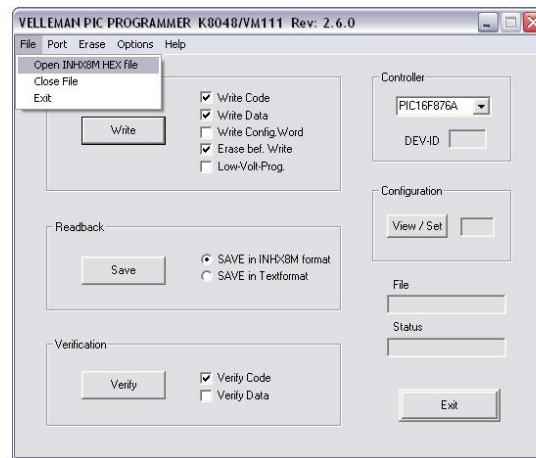 VELLEMAN PIC PROGRAMMER K8048/VM111 Rev: 2.6.0
File Port Erase Options Help
Open INHX8M HEX file
Close File
Exit
Write
Write Code
Write Data
Write Config.Word
Erase bef. Write
Low-Volt-Prog.
Controller
PIC16F876A
DEV-ID
Configuration
View / Set
Readback
Save
SAVE in INHX8M format
SAVE in Textformat
File
Status
Verification
Verify
Verify Code
Verify Data
Exit